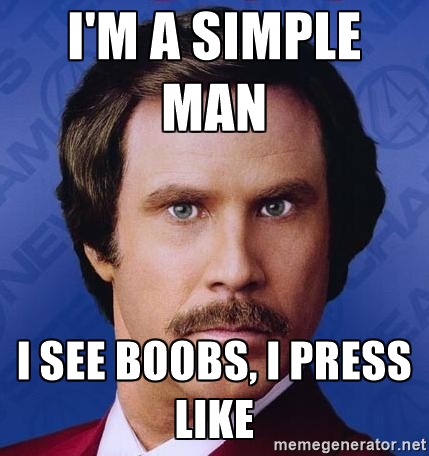 I'M A SIMPLE
MAN
I SEE BOOBS, I PRESS
LIKE
memegenerator.net